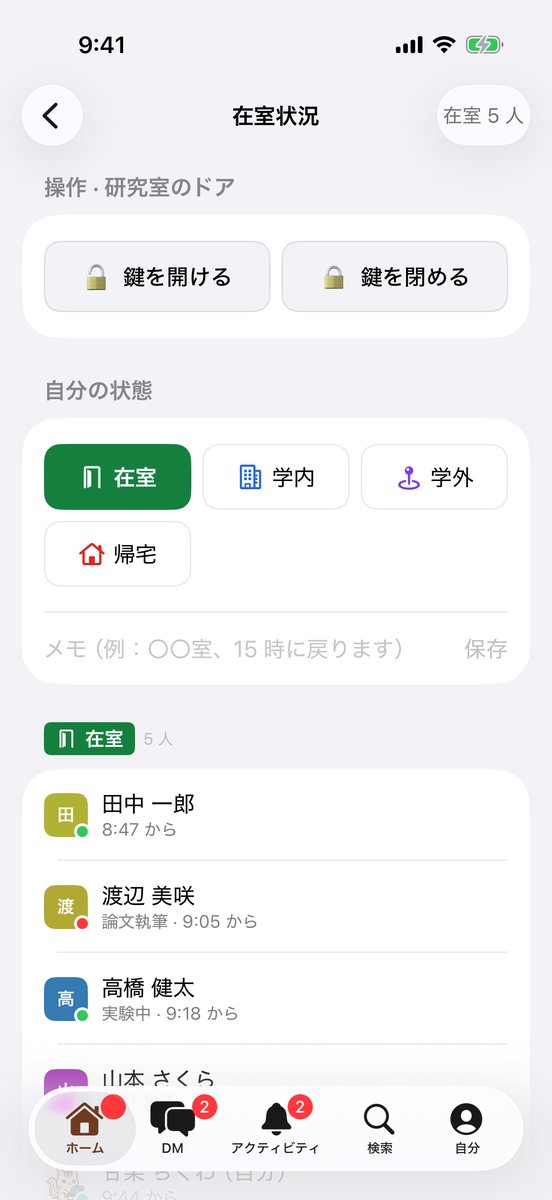 9:41
在室状況
在室 5 人
操作 · 研究室のドア
鍵を開ける
鍵を閉める
自分の状態
在室
学内
学外
帰宅
メモ（例：〇〇室、15 時に戻ります）
保存
在室
5 人
田
田中 一郎
8:47 から
渡
渡辺 美咲
論文執筆 · 9:05 から
高
高橋 健太
実験中 · 9:18 から
山本 さくら
2
2
ホーム
DM
アクティビティ
検索
自分
9:44 から